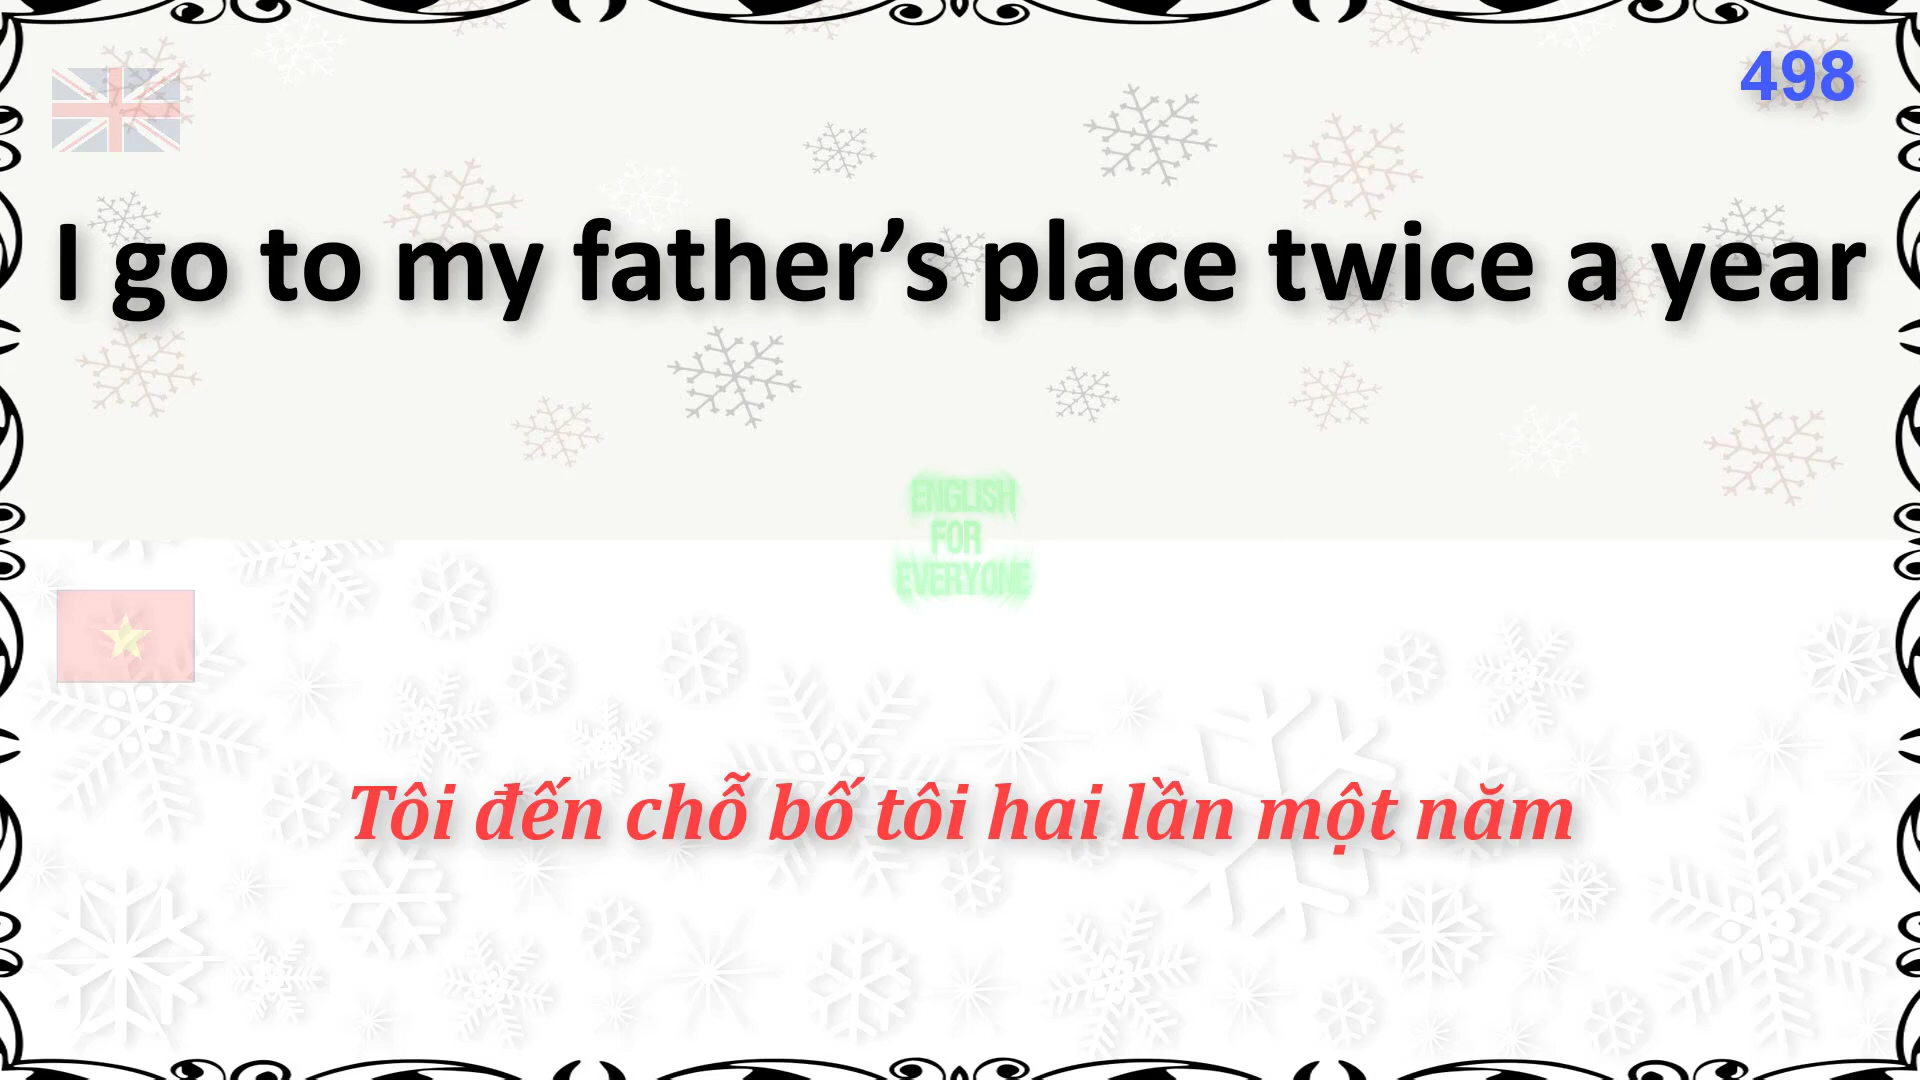 498
I go to my father’s place twice a year
ENGLISH
FOR
EVERYONE
Tôi đến chỗ bố tôi hai lần một năm